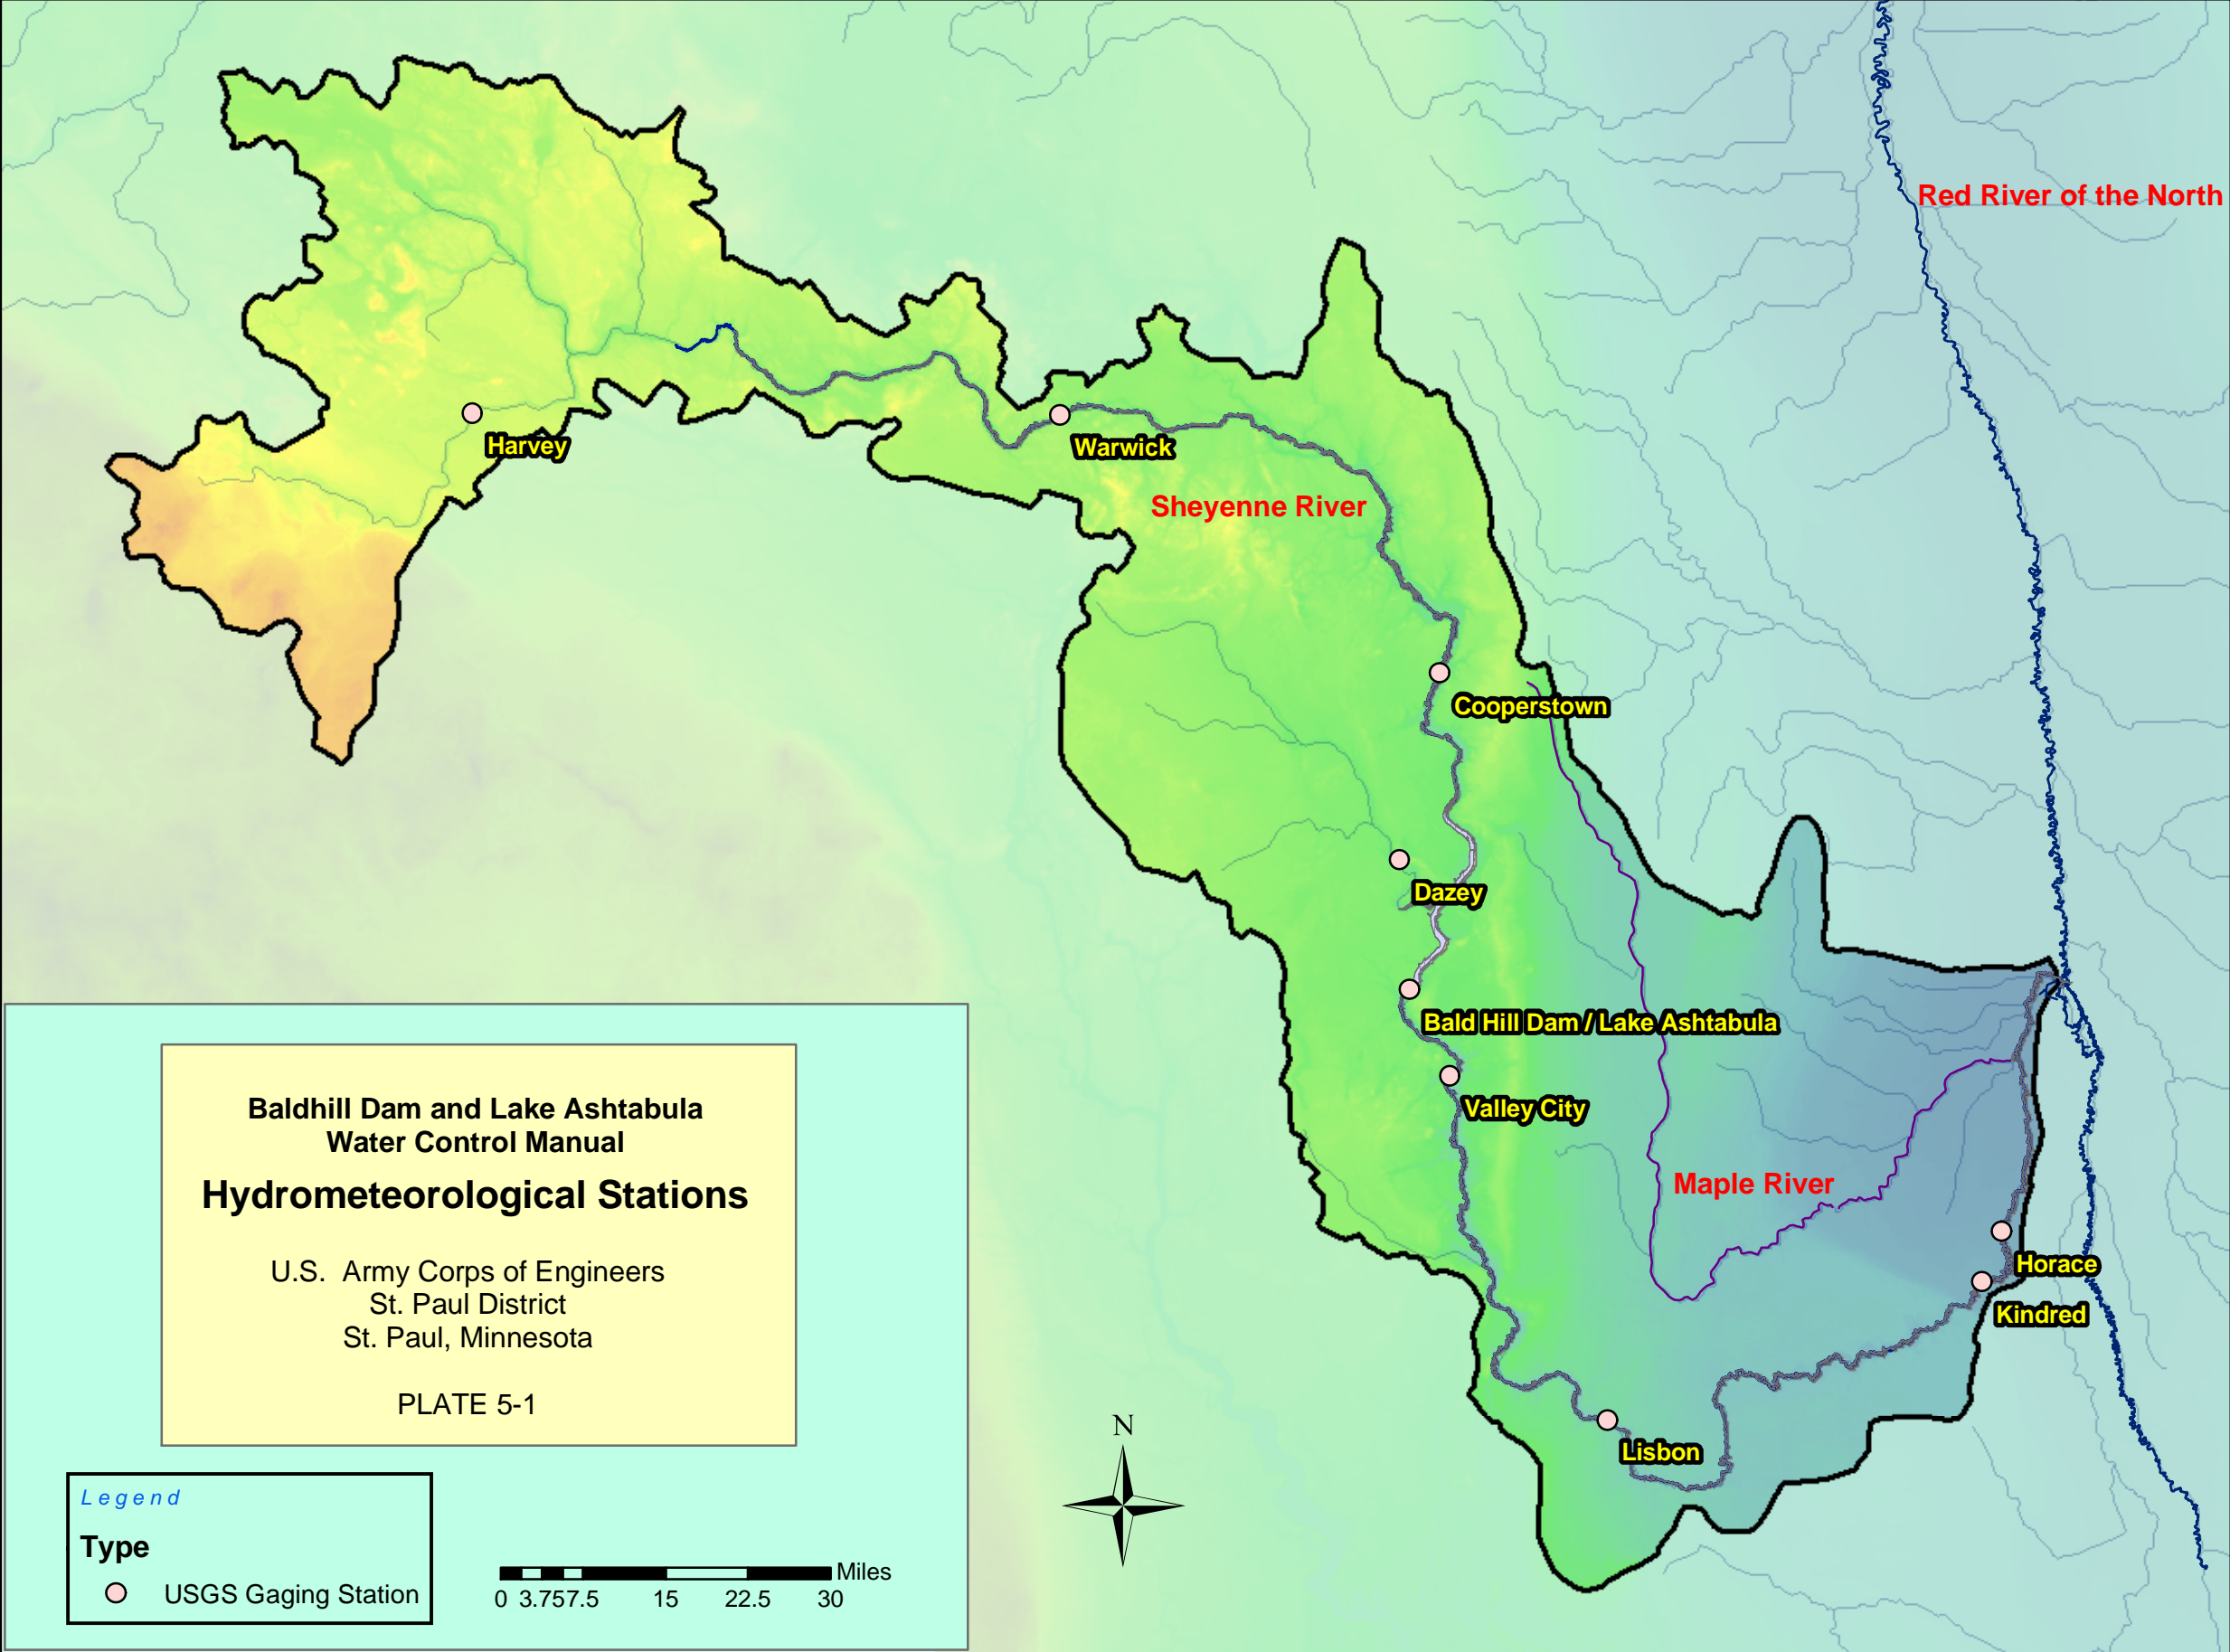 Red River of the North
Harvey
Warwick
Sheyenne River
Cooperstown
Dazey
Bald Hill Dam / Lake Ashtabula
Valley City
Maple River
Horace
Kindred
Lisbon
Baldhill Dam and Lake Ashtabula
Water Control Manual
Hydrometeorological Stations
U.S. Army Corps of Engineers
St. Paul District
St. Paul, Minnesota
PLATE 5-1
N
Legend
Type
USGS Gaging Station
Miles
0 3.75 7.5 15 22.5 30